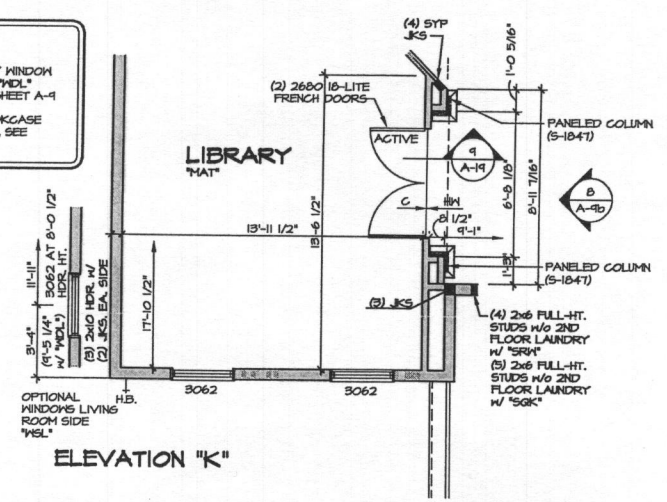 WINDOW
"WDL"
SHEET A-9
KCASE
SEE
(4) SYP
JKS
1'-0 5/16"
(2) 2680 18-LITE
FRENCH DOORS
ACTIVE
PANELED COLUMN
(S-1847)
LIBRARY
"MAT"
9
A-19
6'-8 1/8"
8'-11 7/16"
8
A-9b
C
HW
8 1/2"
9'-1"
13'-11 1/2"
13'-6 1/2"
17'-10 1/2"
1'-3"
PANELED COLUMN
(S-1847)
(3) JKS
(4) 2x6 FULL-HT.
STUDS w/o 2ND
FLOOR LAUNDRY
w/ "SRW"
(5) 2x6 FULL-HT.
STUDS w/o 2ND
FLOOR LAUNDRY
w/ "SGK"
11'-11"
3'-4"
3062 AT 8'-0 1/2"
HDR. HT.
(9'-5 1/4"
w/ "WDL")
(3) 2x10 HDR. w/
(2) JKS. EA. SIDE
3062
3062
H.B.
OPTIONAL
WINDOWS LIVING
ROOM SIDE
"WSL"
ELEVATION "K"